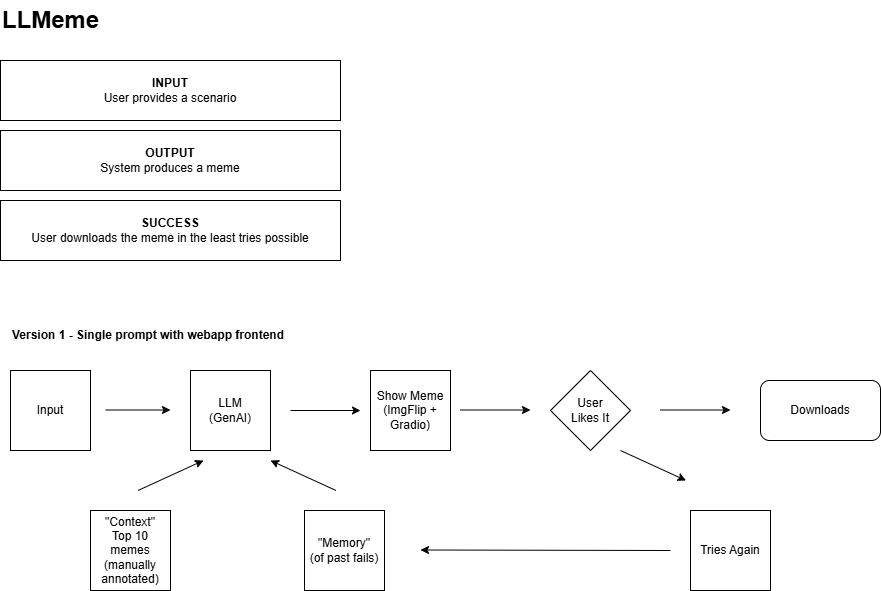 LLMeme
INPUT
User provides a scenario
OUTPUT
System produces a meme
SUCCESS
User downloads the meme in the least tries possible
Version 1 - Single prompt with webapp frontend
Input
LLM
(GenAI)
Show Meme
(ImgFlip +
Gradio)
User
Likes It
Downloads
"Context"
Top 10
memes
(manually
annotated)
"Memory"
(of past fails)
Tries Again